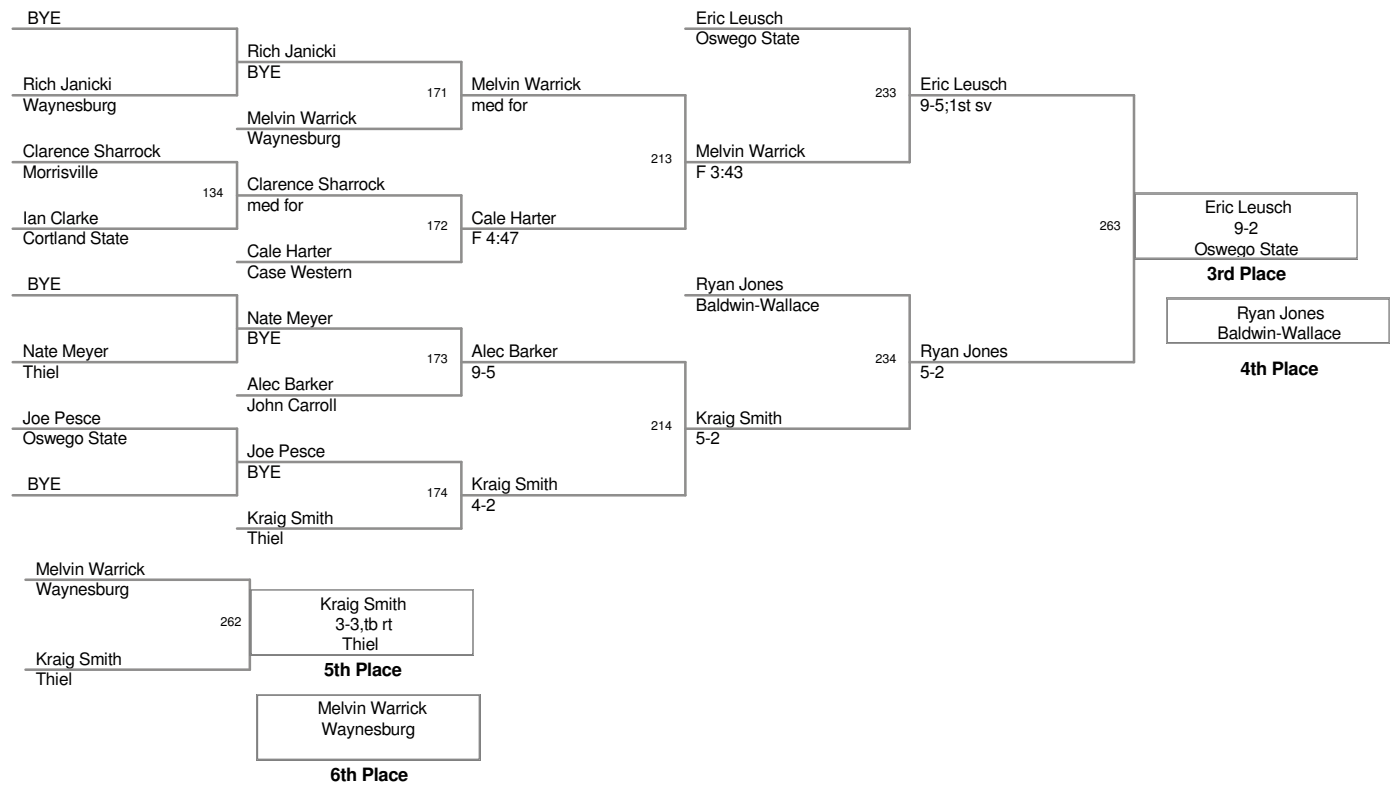 BYE
Rich Janicki
Waynesburg
Clarence Sharrock
Morrisville
134
Ian Clarke
Cortland State
BYE
Nate Meyer
Thiel
Joe Pesce
Oswego State
BYE
Rich Janicki
BYE
171
Melvin Warrick
Waynesburg
Clarence Sharrock
med for
172
Cale Harter
Case Western
Nate Meyer
BYE
173
Alec Barker
John Carroll
Joe Pesce
BYE
174
Kraig Smith
Thiel
Melvin Warrick
med for
213
Cale Harter
F 4:47
Alec Barker
9-5
214
Kraig Smith
4-2
Eric Leusch
Oswego State
233
Melvin Warrick
F 3:43
Ryan Jones
Baldwin-Wallace
234
Kraig Smith
5-2
Eric Leusch
9-5;1st sv
263
Ryan Jones
5-2
Eric Leusch
9-2
Oswego State
3rd Place
Ryan Jones
Baldwin-Wallace
4th Place
Melvin Warrick
Waynesburg
262
Kraig Smith
Thiel
Kraig Smith
3-3,tb rt
Thiel
5th Place
Melvin Warrick
Waynesburg
6th Place